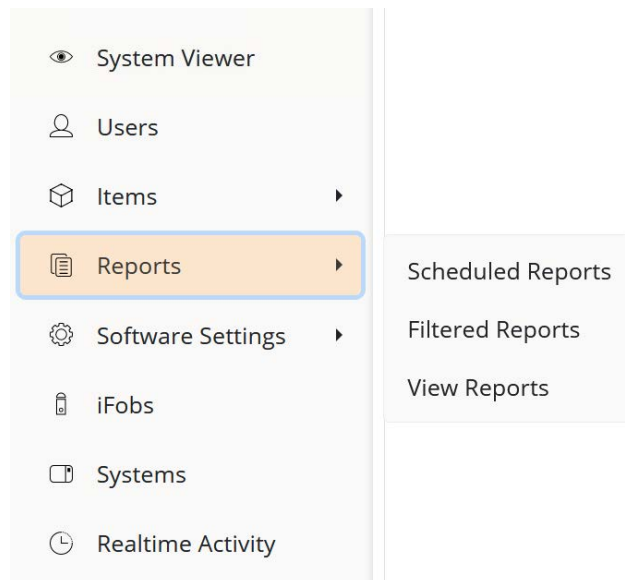 System Viewer
Users
Items
Reports
Scheduled Reports
Filtered Reports
View Reports
Software Settings
iFobs
Systems
Realtime Activity